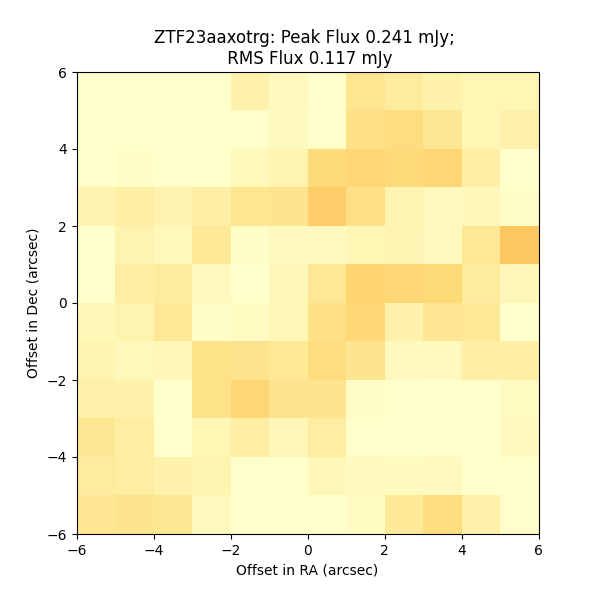 ZTF23aaxotrg: Peak Flux 0.241 mJy;
RMS Flux 0.117 mJy
6
4
2
0
−2
−4
−6
Offset in Dec (arcsec)
−6 −4 −2 0 2 4 6
Offset in RA (arcsec)